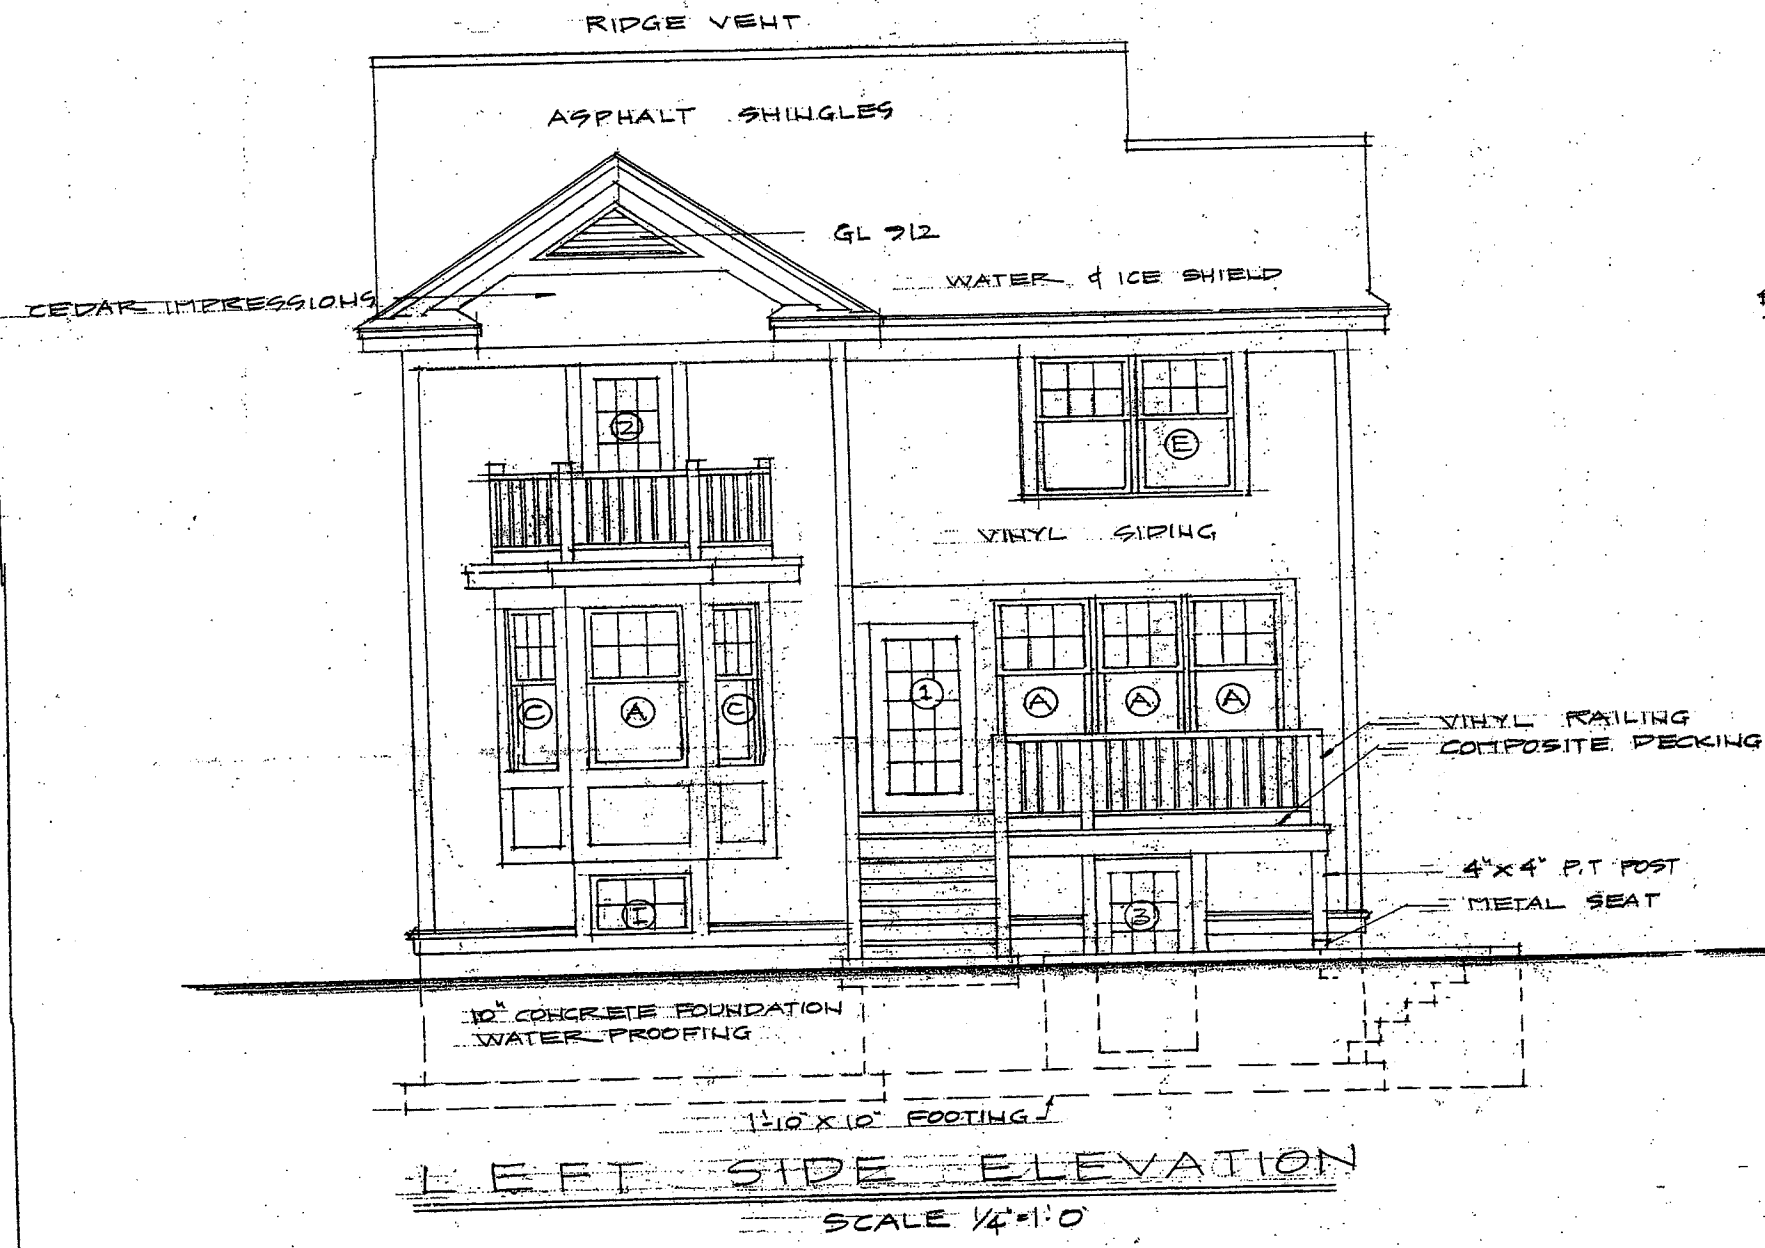 RIDGE VENT
ASPHALT SHINGLES
GL 912
WATER & ICE SHIELD
CEDAR IMPRESSIONS
2
E
VINYL SIDING
1
C
A
C
A
A
A
VINYL RAILING
COMPOSITE DECKING
4"x4" P.T POST
METAL SEAT
I
3
10" CONCRETE FOUNDATION
WATER PROOFING
1'-10"X10" FOOTING
LEFT SIDE ELEVATION
SCALE 1/4"=1'-0"